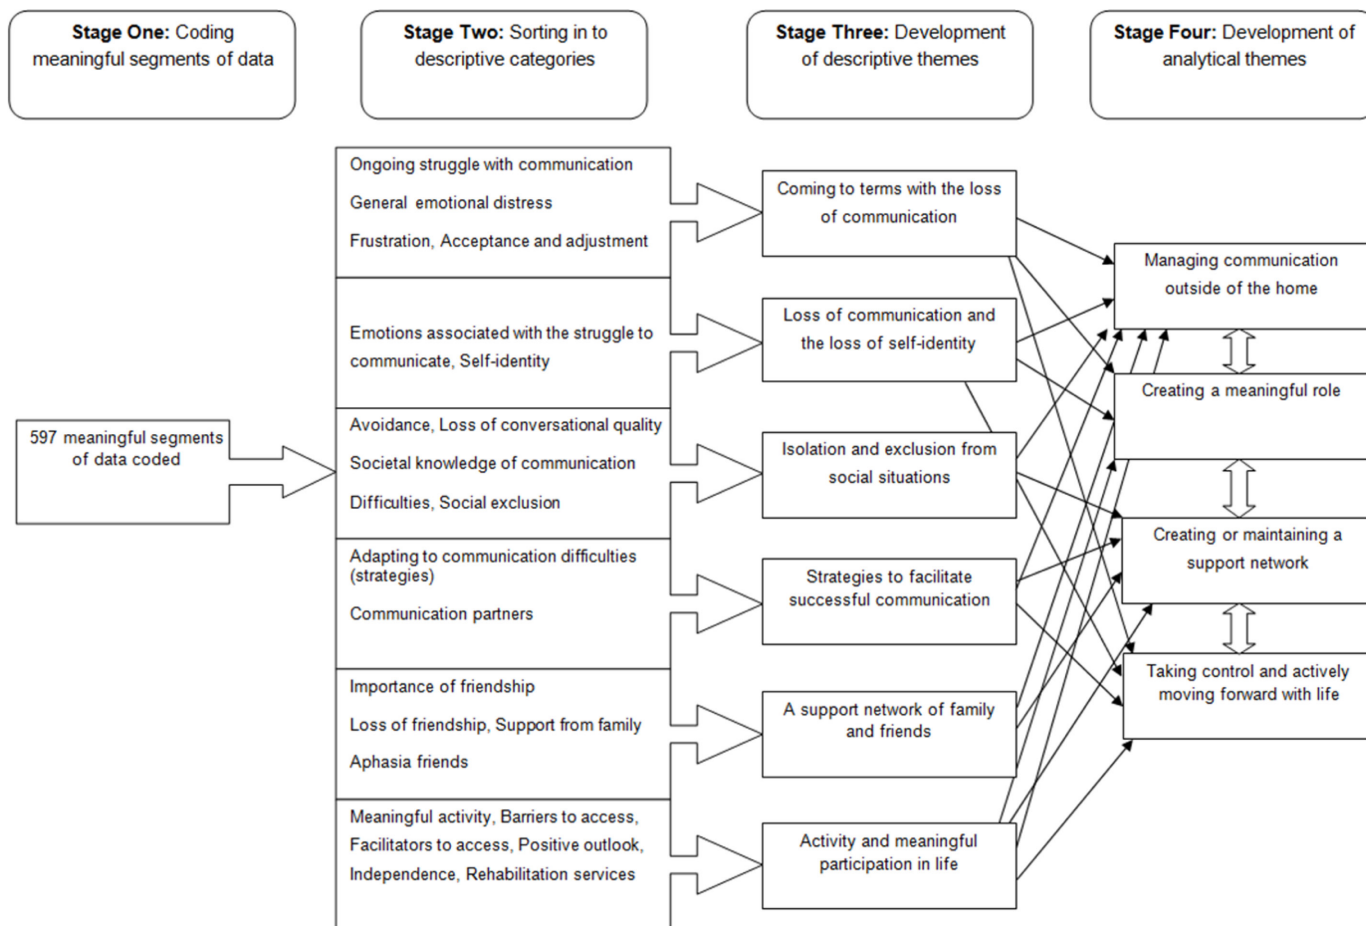 Stage One: Coding
meaningful segments of data
Stage Two: Sorting in to
descriptive categories
Stage Three: Development
of descriptive themes
Stage Four: Development of
analytical themes
597 meaningful segments
of data coded
Ongoing struggle with communication
General emotional distress
Frustration, Acceptance and adjustment
Emotions associated with the struggle to
communicate, Self-identity
Avoidance, Loss of conversational quality
Societal knowledge of communication
Difficulties, Social exclusion
Adapting to communication difficulties
(strategies)
Communication partners
Importance of friendship
Loss of friendship, Support from family
Aphasia friends
Meaningful activity, Barriers to access,
Facilitators to access, Positive outlook,
Independence, Rehabilitation services
Coming to terms with the loss
of communication
Loss of communication and
the loss of self-identity
Isolation and exclusion from
social situations
Strategies to facilitate
successful communication
A support network of family
and friends
Activity and meaningful
participation in life
Managing communication
outside of the home
Creating a meaningful role
Creating or maintaining a
support network
Taking control and actively
moving forward with life